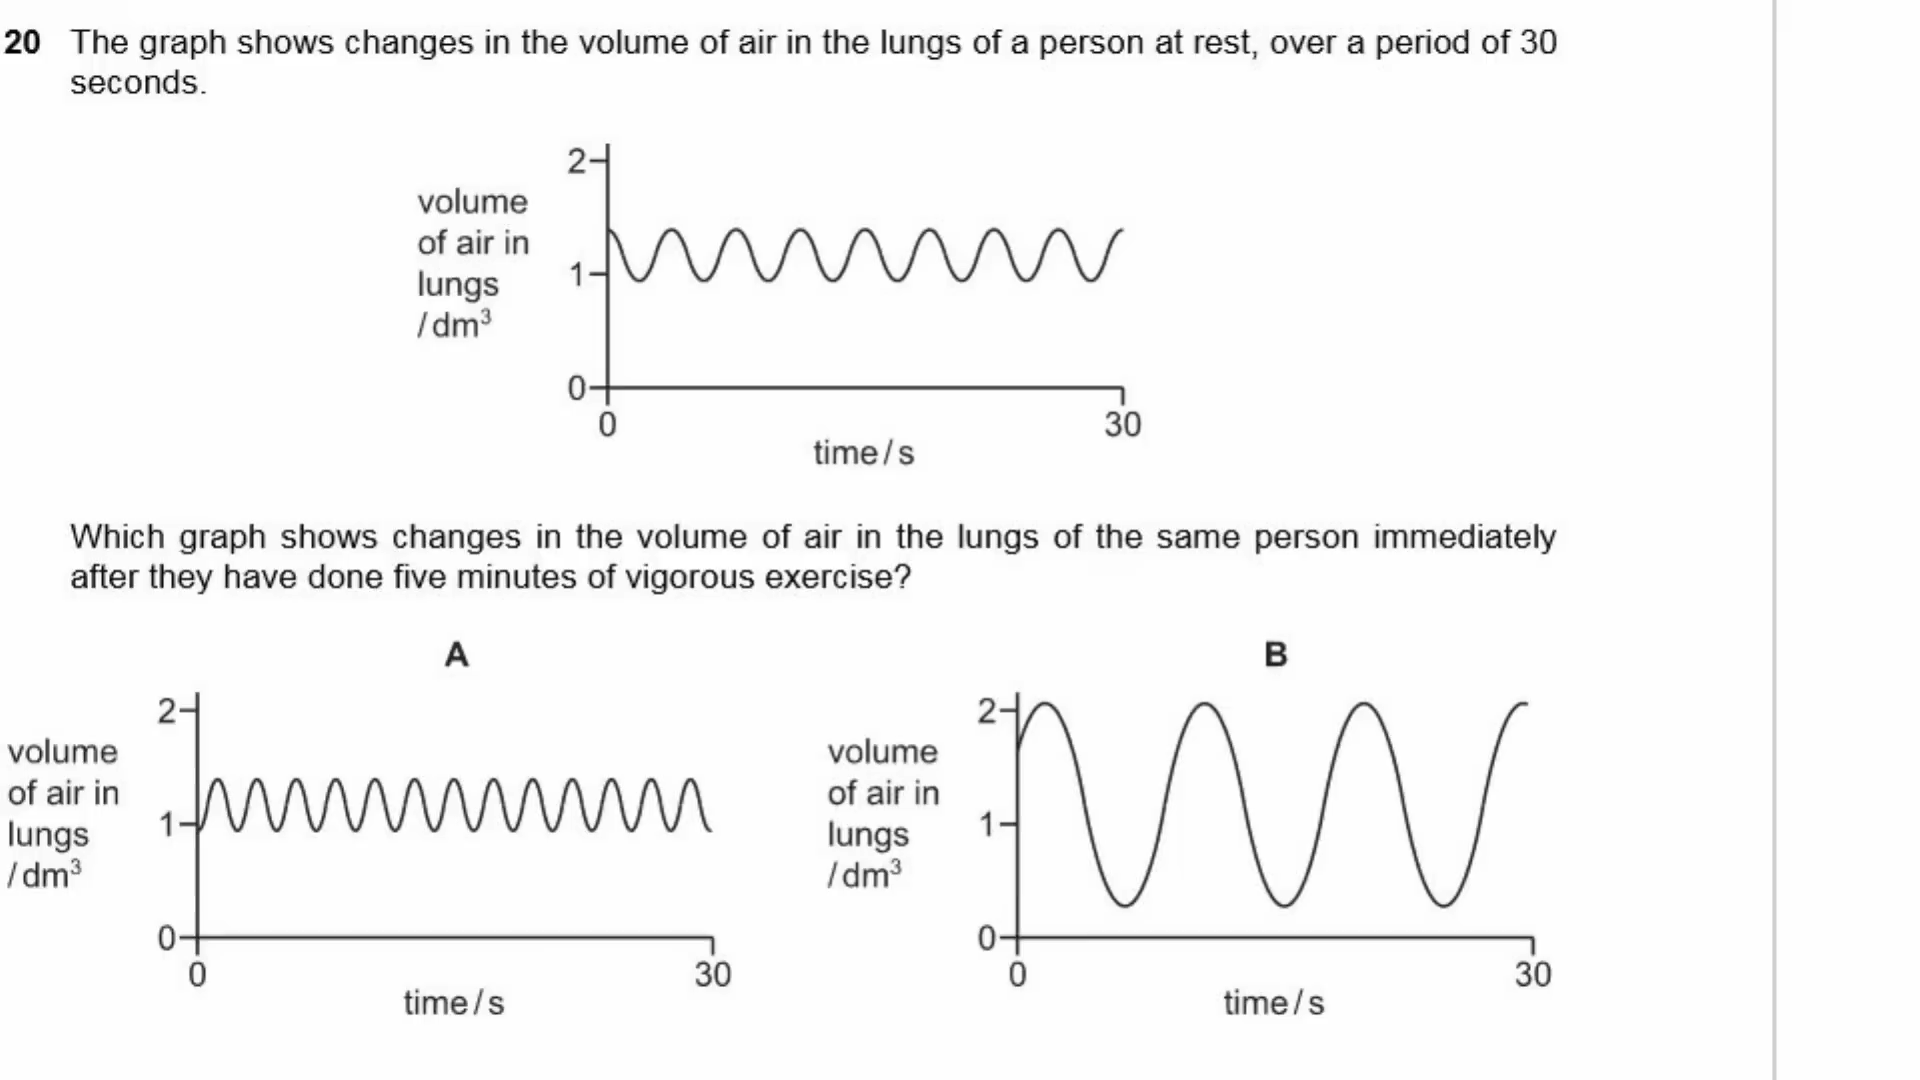 20 The graph shows changes in the volume of air in the lungs of a person at rest, over a period of 30
seconds.
2
volume
of air in
lungs
/ dm³
1
0
0
30
time / s
Which graph shows changes in the volume of air in the lungs of the same person immediately
after they have done five minutes of vigorous exercise?
A
2
volume
of air in
lungs
/ dm³
1
0
0
30
time / s
B
2
volume
of air in
lungs
/ dm³
1
0
0
30
time / s